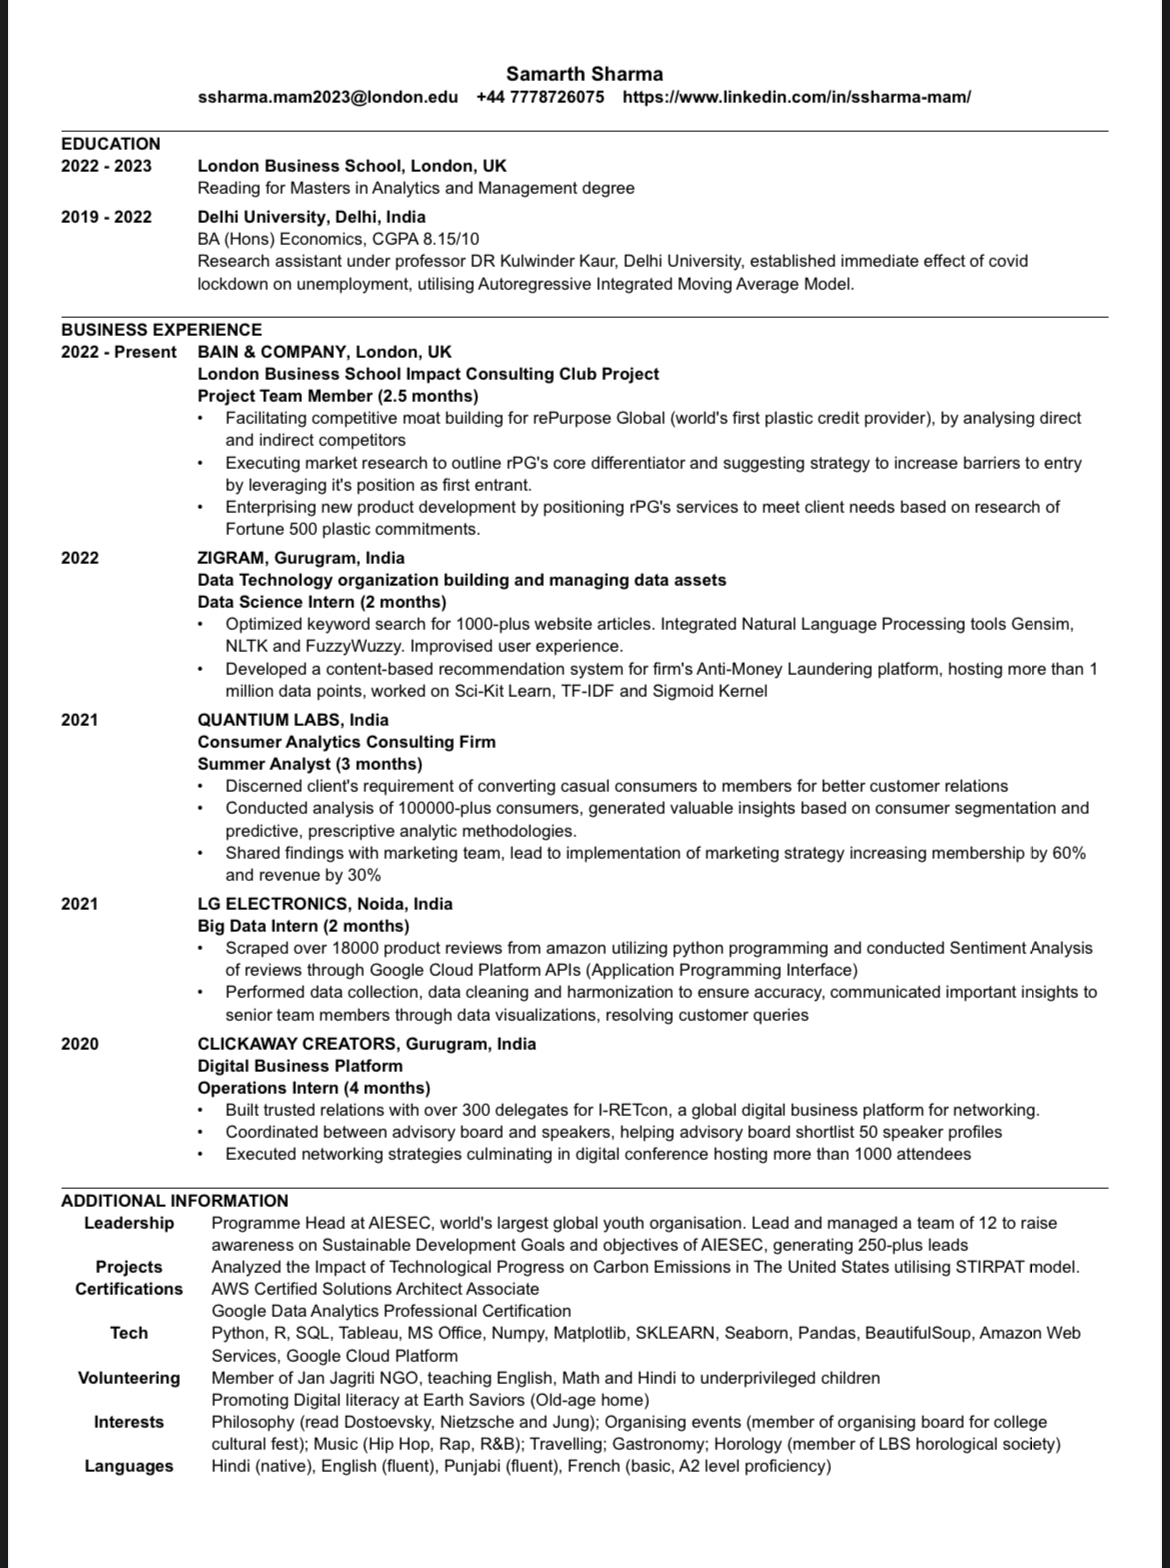 Samarth Sharma
ssharma.mam2023@london.edu +44 7778726075 https://www.linkedin.com/in/ssharma-mam/
EDUCATION
2022 - 2023 London Business School, London, UK
Reading for Masters in Analytics and Management degree
2019 - 2022 Delhi University, Delhi, India
BA (Hons) Economics, CGPA 8.15/10
Research assistant under professor DR Kulwinder Kaur, Delhi University, established immediate effect of covid
lockdown on unemployment, utilising Autoregressive Integrated Moving Average Model.
BUSINESS EXPERIENCE
2022 - Present BAIN & COMPANY, London, UK
London Business School Impact Consulting Club Project
Project Team Member (2.5 months)
• Facilitating competitive moat building for rePurpose Global (world's first plastic credit provider), by analysing direct
and indirect competitors
• Executing market research to outline rPG's core differentiator and suggesting strategy to increase barriers to entry
by leveraging it's position as first entrant.
• Enterprising new product development by positioning rPG's services to meet client needs based on research of
Fortune 500 plastic commitments.
2022 ZIGRAM, Gurugram, India
Data Technology organization building and managing data assets
Data Science Intern (2 months)
• Optimized keyword search for 1000-plus website articles. Integrated Natural Language Processing tools Gensim,
NLTK and FuzzyWuzzy. Improvised user experience.
• Developed a content-based recommendation system for firm's Anti-Money Laundering platform, hosting more than 1
million data points, worked on Sci-Kit Learn, TF-IDF and Sigmoid Kernel
2021 QUANTIUM LABS, India
Consumer Analytics Consulting Firm
Summer Analyst (3 months)
• Discerned client's requirement of converting casual consumers to members for better customer relations
• Conducted analysis of 100000-plus consumers, generated valuable insights based on consumer segmentation and
predictive, prescriptive analytic methodologies.
• Shared findings with marketing team, lead to implementation of marketing strategy increasing membership by 60%
and revenue by 30%
2021 LG ELECTRONICS, Noida, India
Big Data Intern (2 months)
• Scraped over 18000 product reviews from amazon utilizing python programming and conducted Sentiment Analysis
of reviews through Google Cloud Platform APIs (Application Programming Interface)
• Performed data collection, data cleaning and harmonization to ensure accuracy, communicated important insights to
senior team members through data visualizations, resolving customer queries
2020 CLICKAWAY CREATORS, Gurugram, India
Digital Business Platform
Operations Intern (4 months)
• Built trusted relations with over 300 delegates for I-RETcon, a global digital business platform for networking.
• Coordinated between advisory board and speakers, helping advisory board shortlist 50 speaker profiles
• Executed networking strategies culminating in digital conference hosting more than 1000 attendees
ADDITIONAL INFORMATION
Leadership Programme Head at AIESEC, world's largest global youth organisation. Lead and managed a team of 12 to raise
awareness on Sustainable Development Goals and objectives of AIESEC, generating 250-plus leads
Projects Analyzed the Impact of Technological Progress on Carbon Emissions in The United States utilising STIRPAT model.
Certifications AWS Certified Solutions Architect Associate
Google Data Analytics Professional Certification
Tech Python, R, SQL, Tableau, MS Office, Numpy, Matplotlib, SKLEARN, Seaborn, Pandas, BeautifulSoup, Amazon Web
Services, Google Cloud Platform
Volunteering Member of Jan Jagriti NGO, teaching English, Math and Hindi to underprivileged children
Promoting Digital literacy at Earth Saviors (Old-age home)
Interests Philosophy (read Dostoevsky, Nietzsche and Jung); Organising events (member of organising board for college
cultural fest); Music (Hip Hop, Rap, R&B); Travelling; Gastronomy; Horology (member of LBS horological society)
Languages Hindi (native), English (fluent), Punjabi (fluent), French (basic, A2 level proficiency)